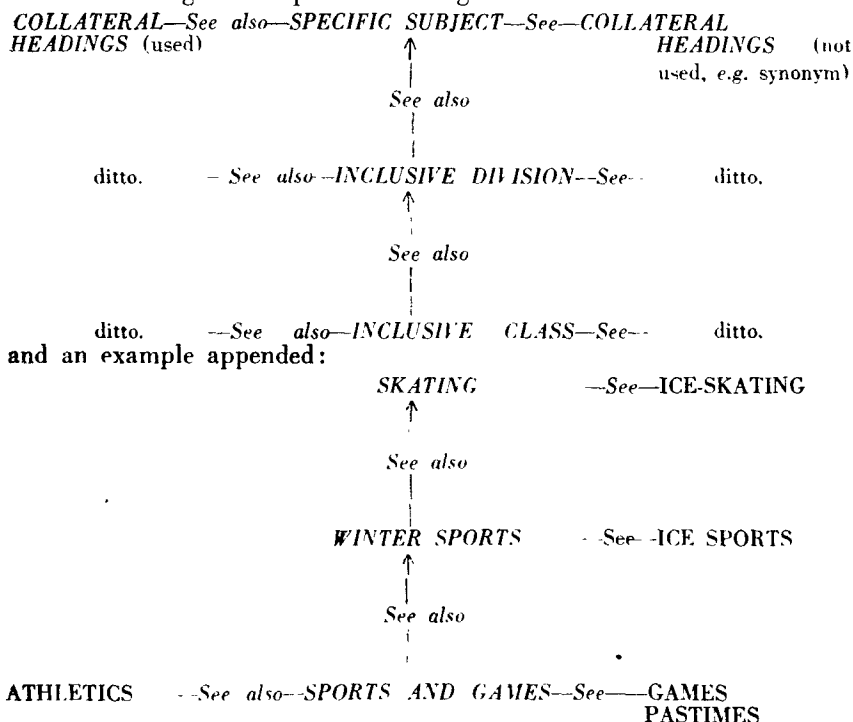 COLLATERAL—See also—SPECIFIC SUBJECT—See—COLLATERAL
HEADINGS (used) HEADINGS (not
used, e.g. synonym)
See also
ditto. – See also--INCLUSIVE DIVISION--See-- ditto.
See also
ditto. —See also—INCLUSIVE CLASS—See-- ditto.
and an example appended:
SKATING —See—ICE-SKATING
See also
WINTER SPORTS --See--ICE SPORTS
See also
ATHLETICS --See also--SPORTS AND GAMES—See——GAMES
PASTIMES